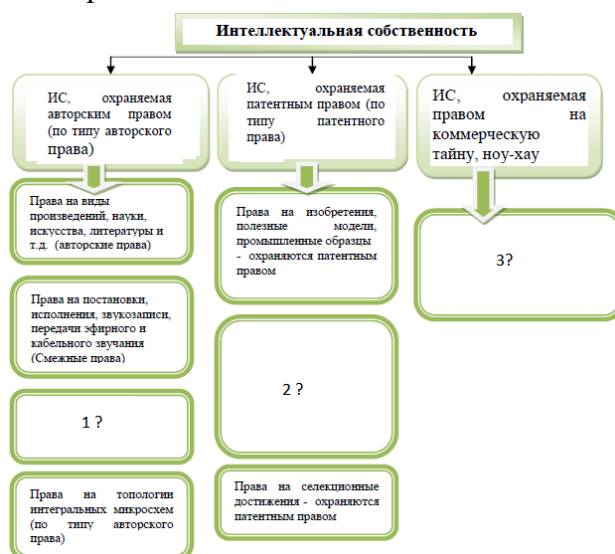 Интеллектуальная собственность
ИС, охраняемая
авторским правом
(по типу авторского
права)
Права на виды
произведений, науки,
искусства, литературы и
т.д. (авторские права)
Права на постановки,
исполнения, звукозаписи,
передачи эфирного и
кабельного звучания
(Смежные права)
1 ?
Права на топологии
интегральных микросхем
(по типу авторского
права)
ИС, охраняемая
патентным правом (по
типу патентного
права)
Права на изобретения,
полезные модели,
промышленные образцы
- охраняются патентным
правом
2 ?
Права на селекционные
достижения - охраняются
патентным правом
ИС, охраняемая
правом на
коммерческую
тайну, ноу-хау
3?